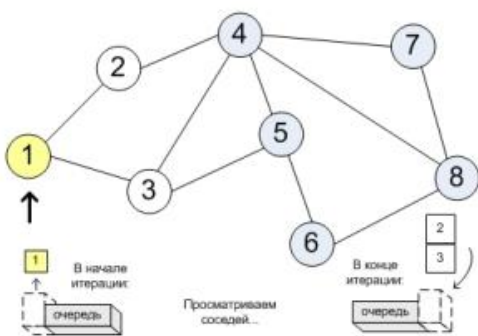 4
7
2
1
5
8
3
6
2
3
1
В начале
итерации:
очередь
Просматриваем
соседей...
В конце
итерации:
очередь